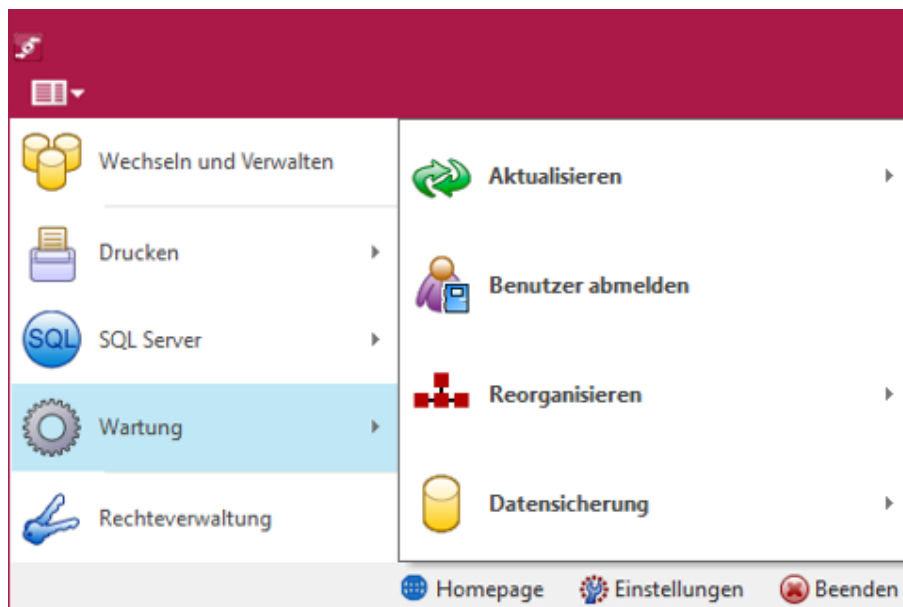 Wechseln und Verwalten
Drucken
SQL
SQL Server
Wartung
Rechteverwaltung
Aktualisieren
Benutzer abmelden
Reorganisieren
Datensicherung
Homepage Einstellungen Beenden